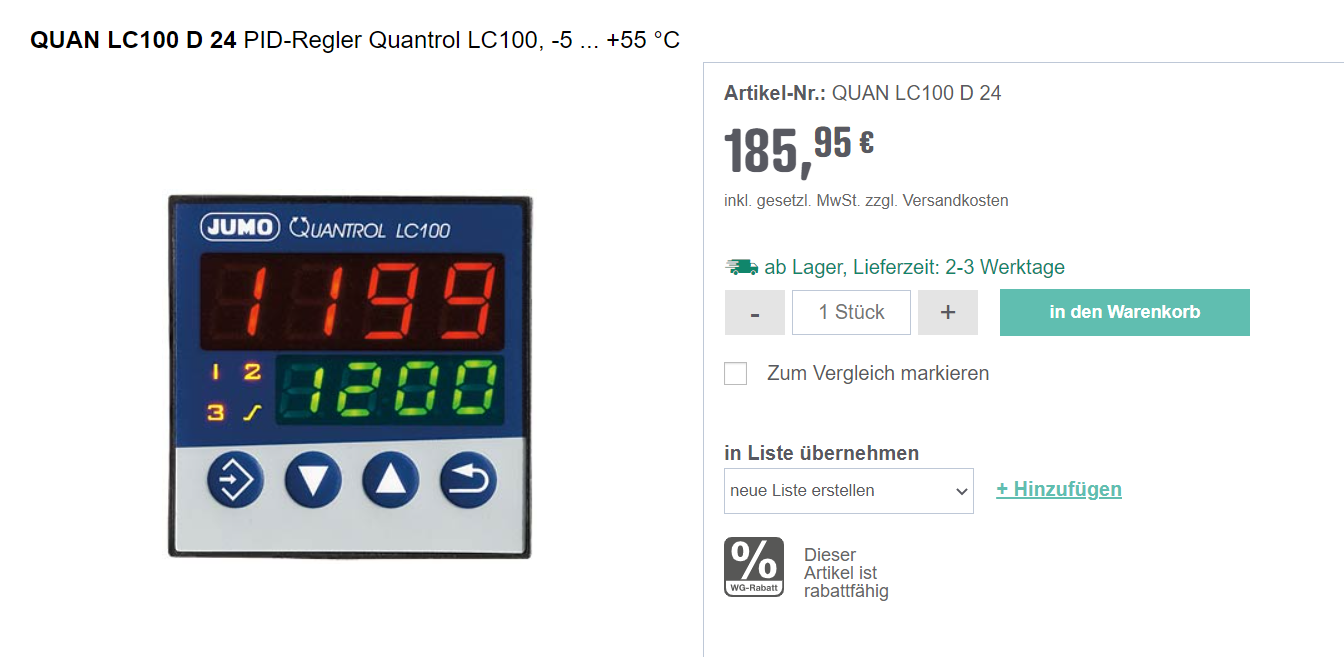 QUAN LC100 D 24 PID-Regler Quantrol LC100, -5 ... +55 °C
Artikel-Nr.: QUAN LC100 D 24
185,95 €
inkl. gesetzl. MwSt. zzgl. Versandkosten
JUMO QUANTROL LC100
1199
1 2
1200
3
ab Lager, Lieferzeit: 2-3 Werktage
- 1 Stück + in den Warenkorb
Zum Vergleich markieren
in Liste übernehmen
neue Liste erstellen + Hinzufügen
%
WG-Rabatt
Dieser
Artikel ist
rabattfähig